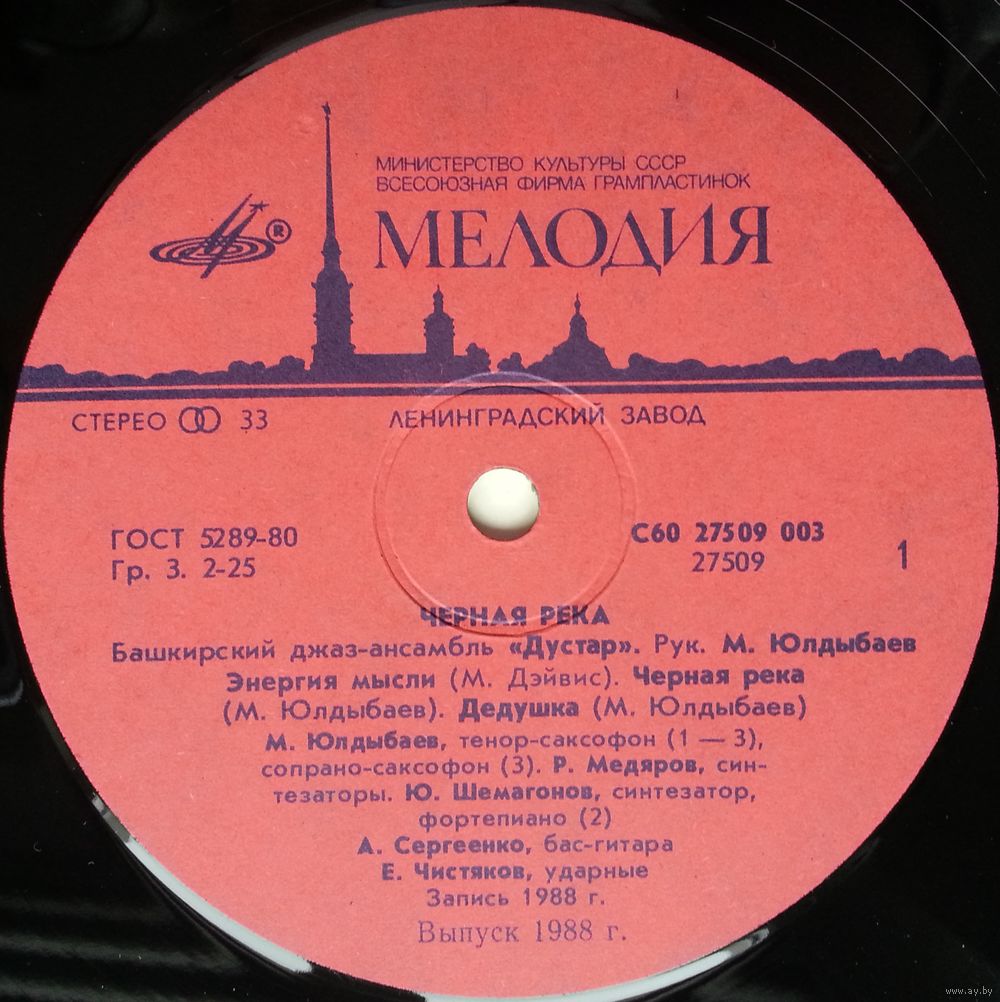 МИНИСТЕРСТВО КУЛЬТУРЫ СССР
ВСЕСОЮЗНАЯ ФИРМА ГРАМПЛАСТИНОК
МЕЛОДИЯ
®
СТЕРЕО 33
ЛЕНИНГРАДСКИЙ ЗАВОД
ГОСТ 5289-80
Гр. 3. 2-25
С60 27509 003
27509
1
ЧЕРНАЯ РЕКА
Башкирский джаз-ансамбль «Дустар». Рук. М. Юлдыбаев
Энергия мысли (М. Дэйвис). Черная река
(М. Юлдыбаев). Дедушка (М. Юлдыбаев)
М. Юлдыбаев, тенор-саксофон (1 — 3),
сопрано-саксофон (3). Р. Медяров, син-
тезаторы. Ю. Шемагонов, синтезатор,
фортепиано (2)
А. Сергеенко, бас-гитара
Е. Чистяков, ударные
Запись 1988 г.
Выпуск 1988 г.
www.ay.by